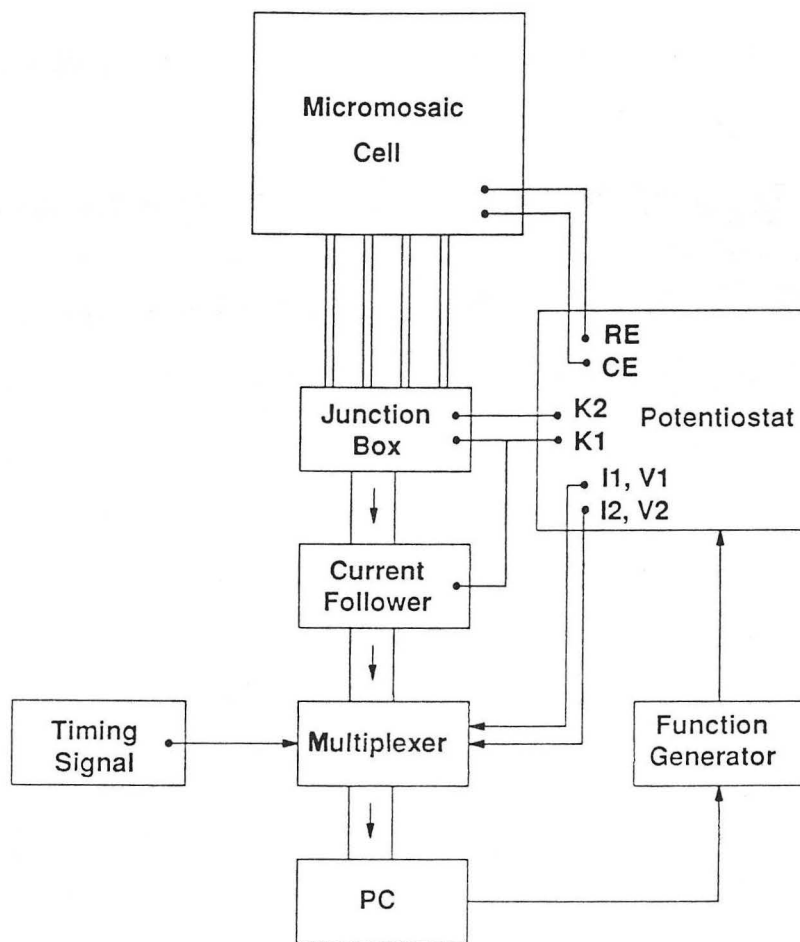 Micromosaic
Cell
RE
CE
K2
K1
Potentiostat
I1, V1
I2, V2
Junction
Box
Current
Follower
Timing
Signal
Multiplexer
Function
Generator
PC